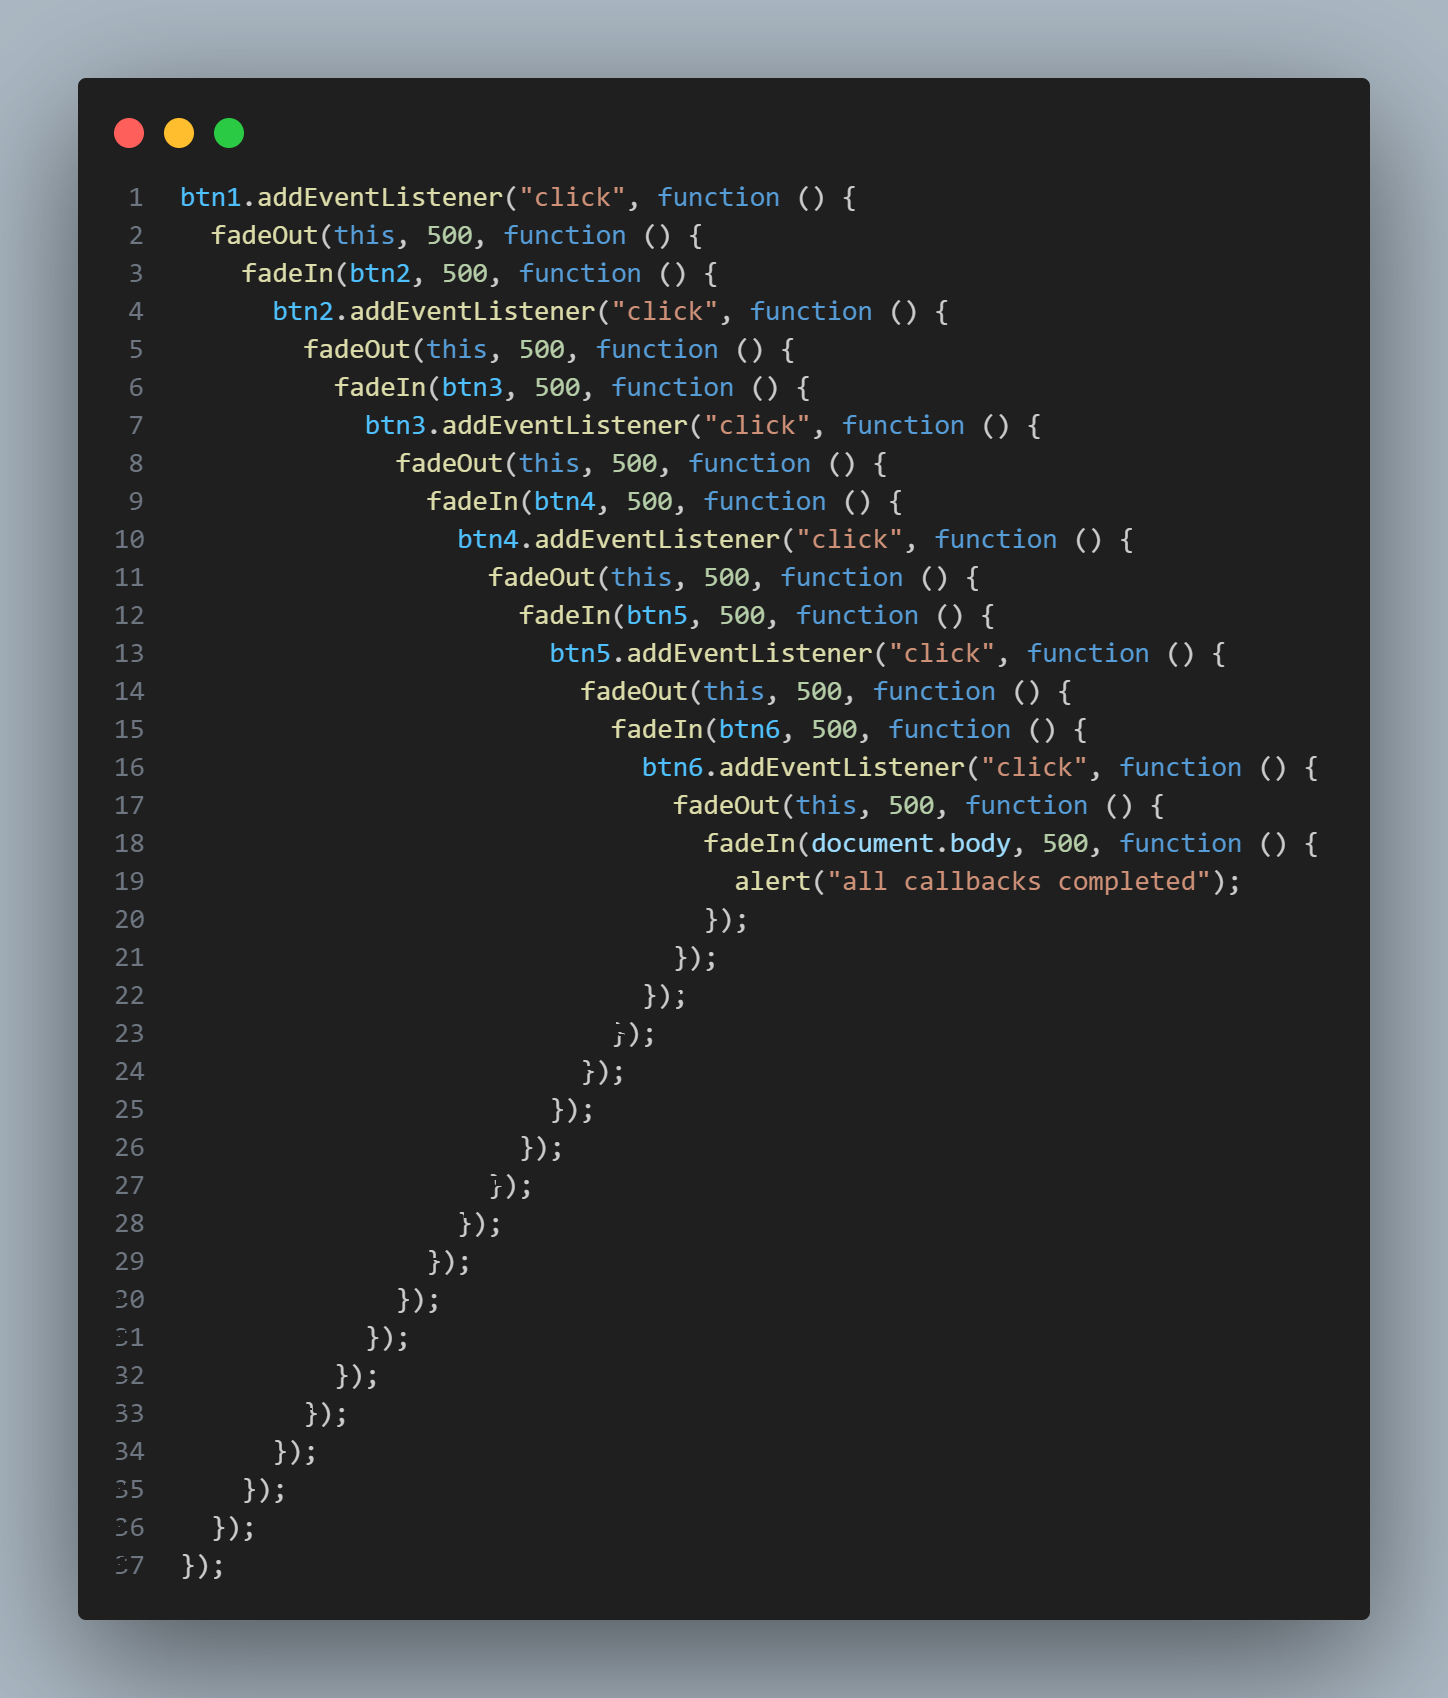 1 btn1.addEventListener("click", function () {
2   fadeOut(this, 500, function () {
3     fadeIn(btn2, 500, function () {
4       btn2.addEventListener("click", function () {
5         fadeOut(this, 500, function () {
6           fadeIn(btn3, 500, function () {
7             btn3.addEventListener("click", function () {
8               fadeOut(this, 500, function () {
9                 fadeIn(btn4, 500, function () {
10                   btn4.addEventListener("click", function () {
11                     fadeOut(this, 500, function () {
12                       fadeIn(btn5, 500, function () {
13                         btn5.addEventListener("click", function () {
14                           fadeOut(this, 500, function () {
15                             fadeIn(btn6, 500, function () {
16                               btn6.addEventListener("click", function () {
17                                 fadeOut(this, 500, function () {
18                                   fadeIn(document.body, 500, function () {
19                                     alert("all callbacks completed");
20                                   });
21                                 });
22                               });
23                             });
24                           });
25                         });
26                       });
27                     });
28                   });
29                 });
30               });
31             });
32           });
33         });
34       });
35     });
36   });
37 });